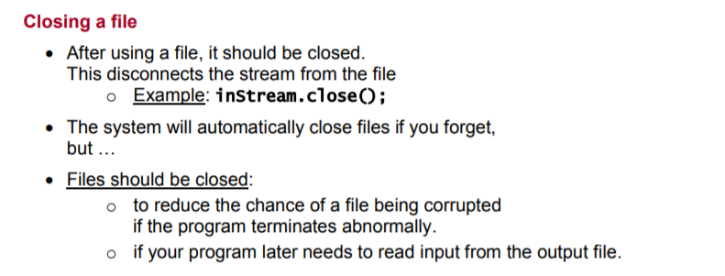 Closing a file
• After using a file, it should be closed.
This disconnects the stream from the file
o Example: inStream.close();
• The system will automatically close files if you forget,
but ...
• Files should be closed:
o to reduce the chance of a file being corrupted
if the program terminates abnormally.
o if your program later needs to read input from the output file.